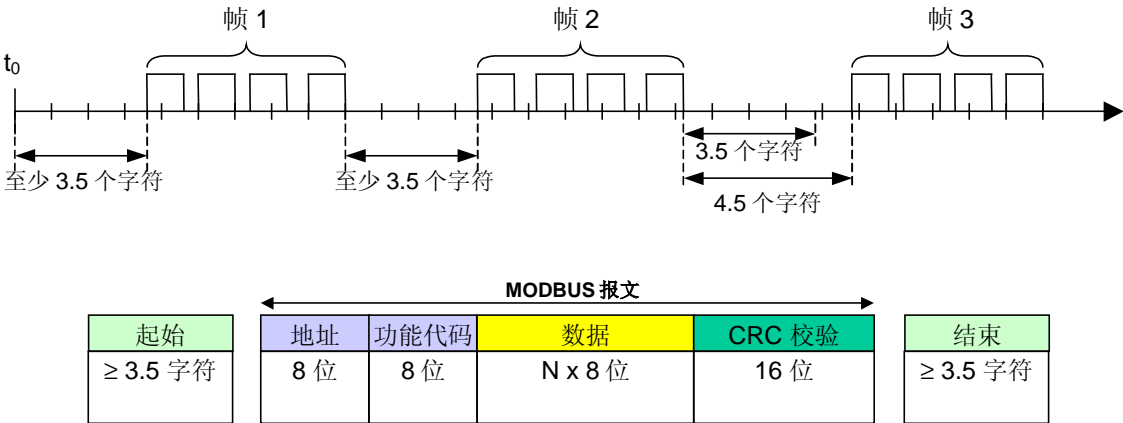 帧 1 帧 2 帧 3
t0
至少 3.5 个字符 至少 3.5 个字符 3.5 个字符
4.5 个字符
MODBUS 报文
起始 地址 功能代码 数据 CRC 校验 结束
≥ 3.5 字符 8 位 8 位 N x 8 位 16 位 ≥ 3.5 字符